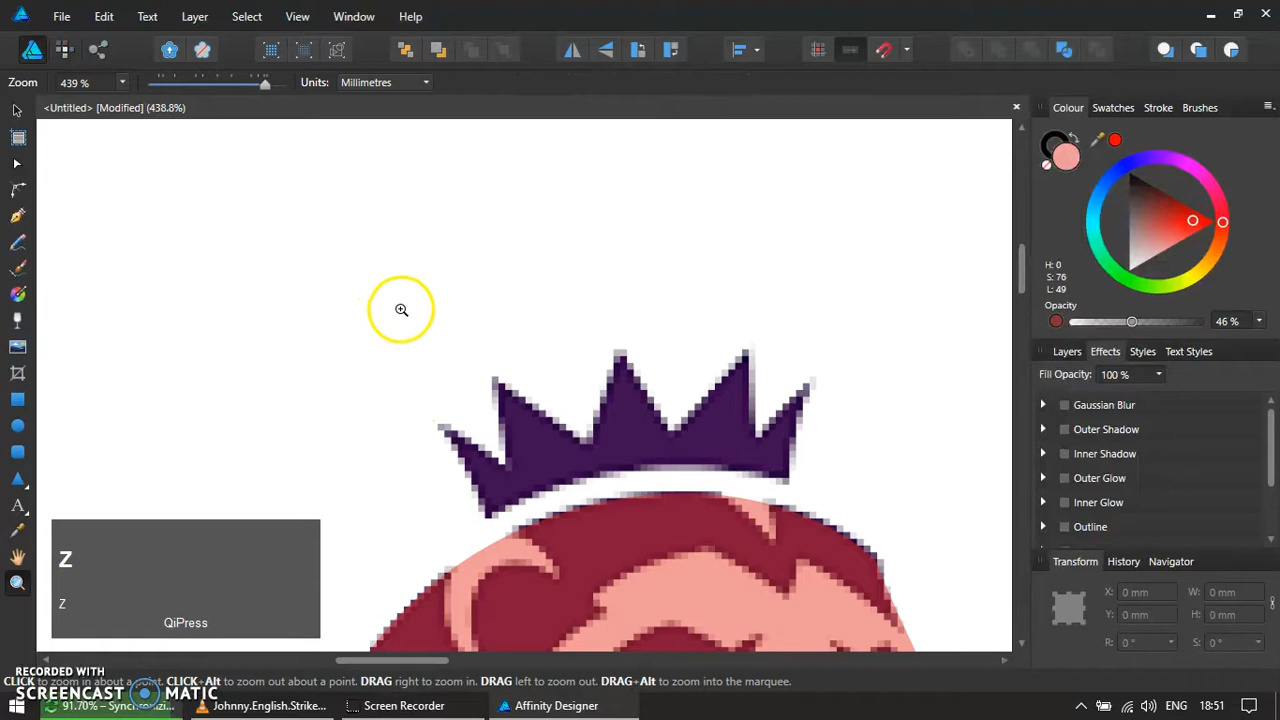 File Edit Text Layer Select View Window Help
Zoom 439 % Units: Millimetres
<Untitled> [Modified] (438.8%)
Colour Swatches Stroke Brushes
H: 0
S: 76
L: 49
Opacity
46 %
Layers Effects Styles Text Styles
Fill Opacity: 100 %
Gaussian Blur
Outer Shadow
Inner Shadow
Outer Glow
Inner Glow
Outline
Transform History Navigator
X: 0 mm W: 0 mm
Y: 0 mm H: 0 mm
R: 0 ° S: 0 °
Z
Z
QiPress
CLICK to zoom in about a point. CLICK+Alt to zoom out about a point. DRAG right to zoom in. DRAG left to zoom out. DRAG+Alt to zoom into the marquee.
RECORDED WITH
SCREENCAST MATIC
91.70% – Synchronizi... Johnny.English.Strike... Screen Recorder Affinity Designer ENG 18:51